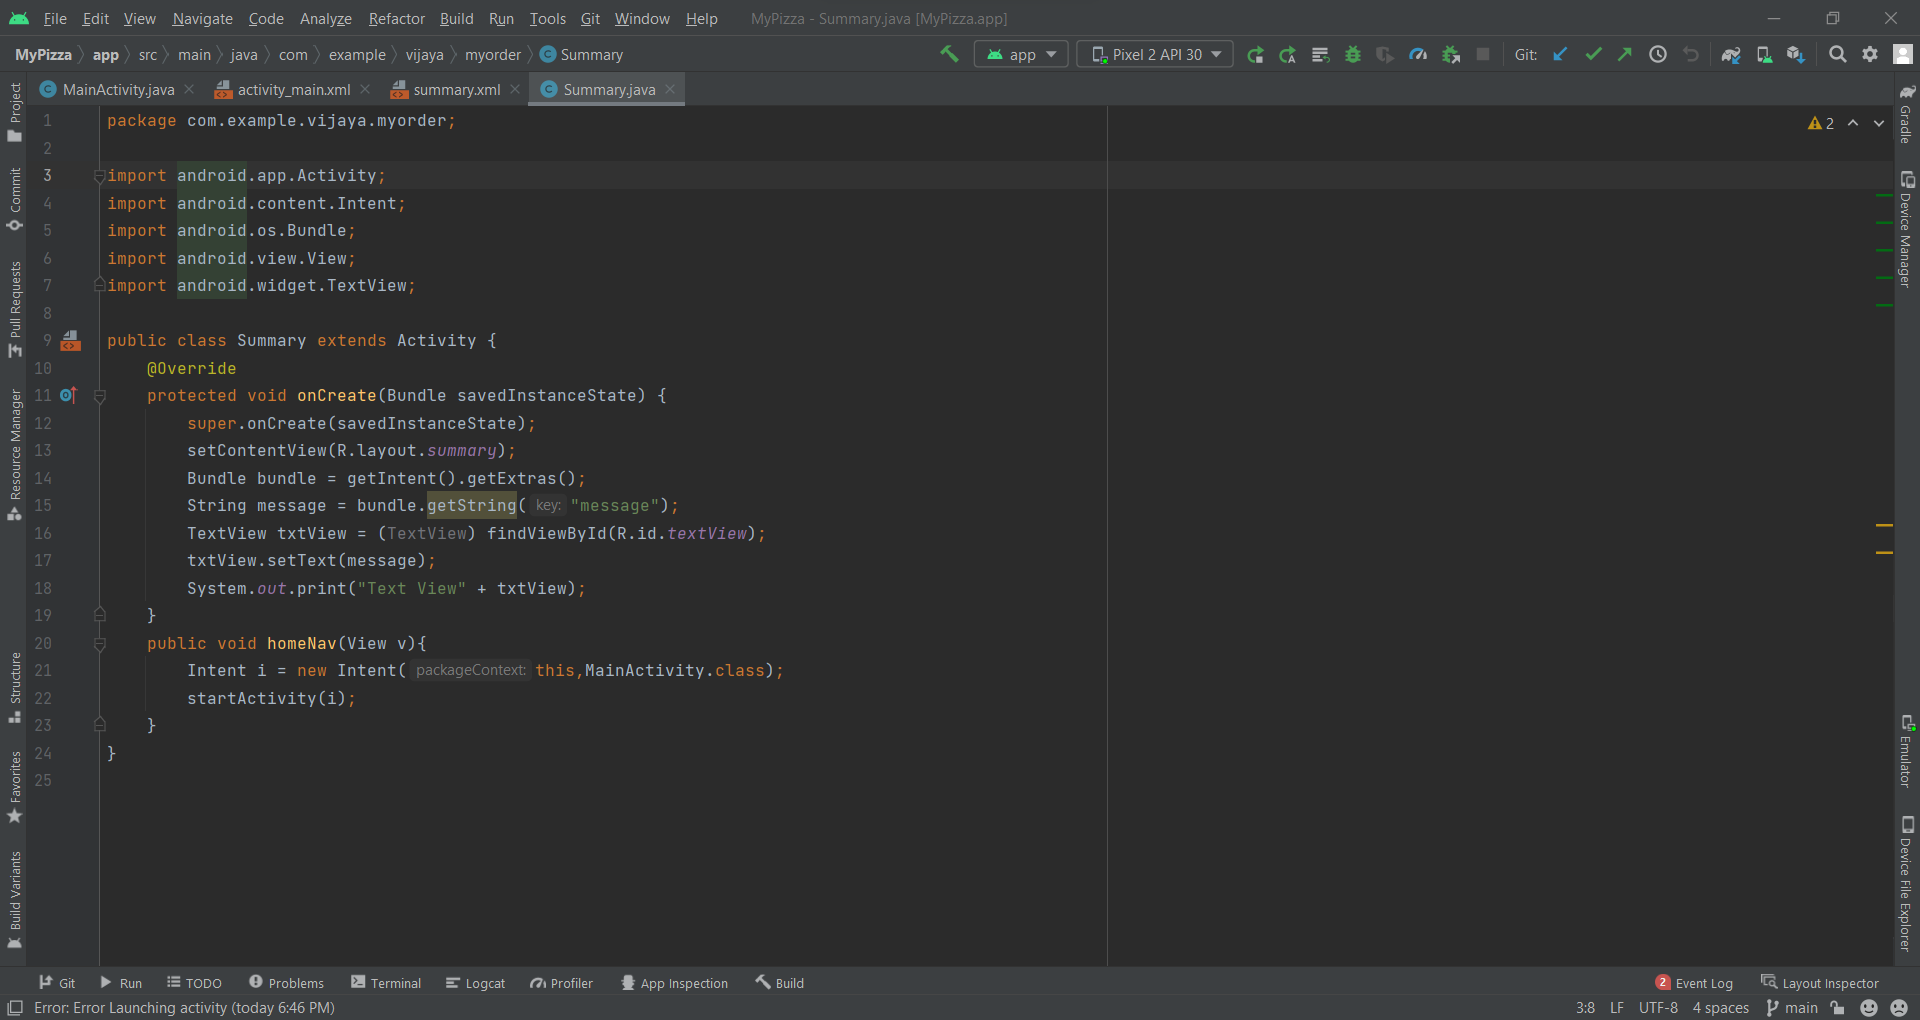 File Edit View Navigate Code Analyze Refactor Build Run Tools Git Window Help MyPizza - Summary.java [MyPizza.app]
MyPizza app src main java com example vijaya myorder Summary app Pixel 2 API 30 Git:
MainActivity.java activity_main.xml summary.xml Summary.java
1 package com.example.vijaya.myorder;
2
3 import android.app.Activity;
4 import android.content.Intent;
5 import android.os.Bundle;
6 import android.view.View;
7 import android.widget.TextView;
8
9 public class Summary extends Activity {
10 @Override
11 protected void onCreate(Bundle savedInstanceState) {
12 super.onCreate(savedInstanceState);
13 setContentView(R.layout.summary);
14 Bundle bundle = getIntent().getExtras();
15 String message = bundle.getString( key: "message");
16 TextView txtView = (TextView) findViewById(R.id.textView);
17 txtView.setText(message);
18 System.out.print("Text View" + txtView);
19 }
20 public void homeNav(View v){
21 Intent i = new Intent( packageContext: this,MainActivity.class);
22 startActivity(i);
23 }
24 }
25
2
Project
Commit
Pull Requests
Resource Manager
Structure
Favorites
Build Variants
Gradle
Device Manager
Emulator
Device File Explorer
Git Run TODO Problems Terminal Logcat Profiler App Inspection Build 2 Event Log Layout Inspector
Error: Error Launching activity (today 6:46 PM) 3:8 LF UTF-8 4 spaces main